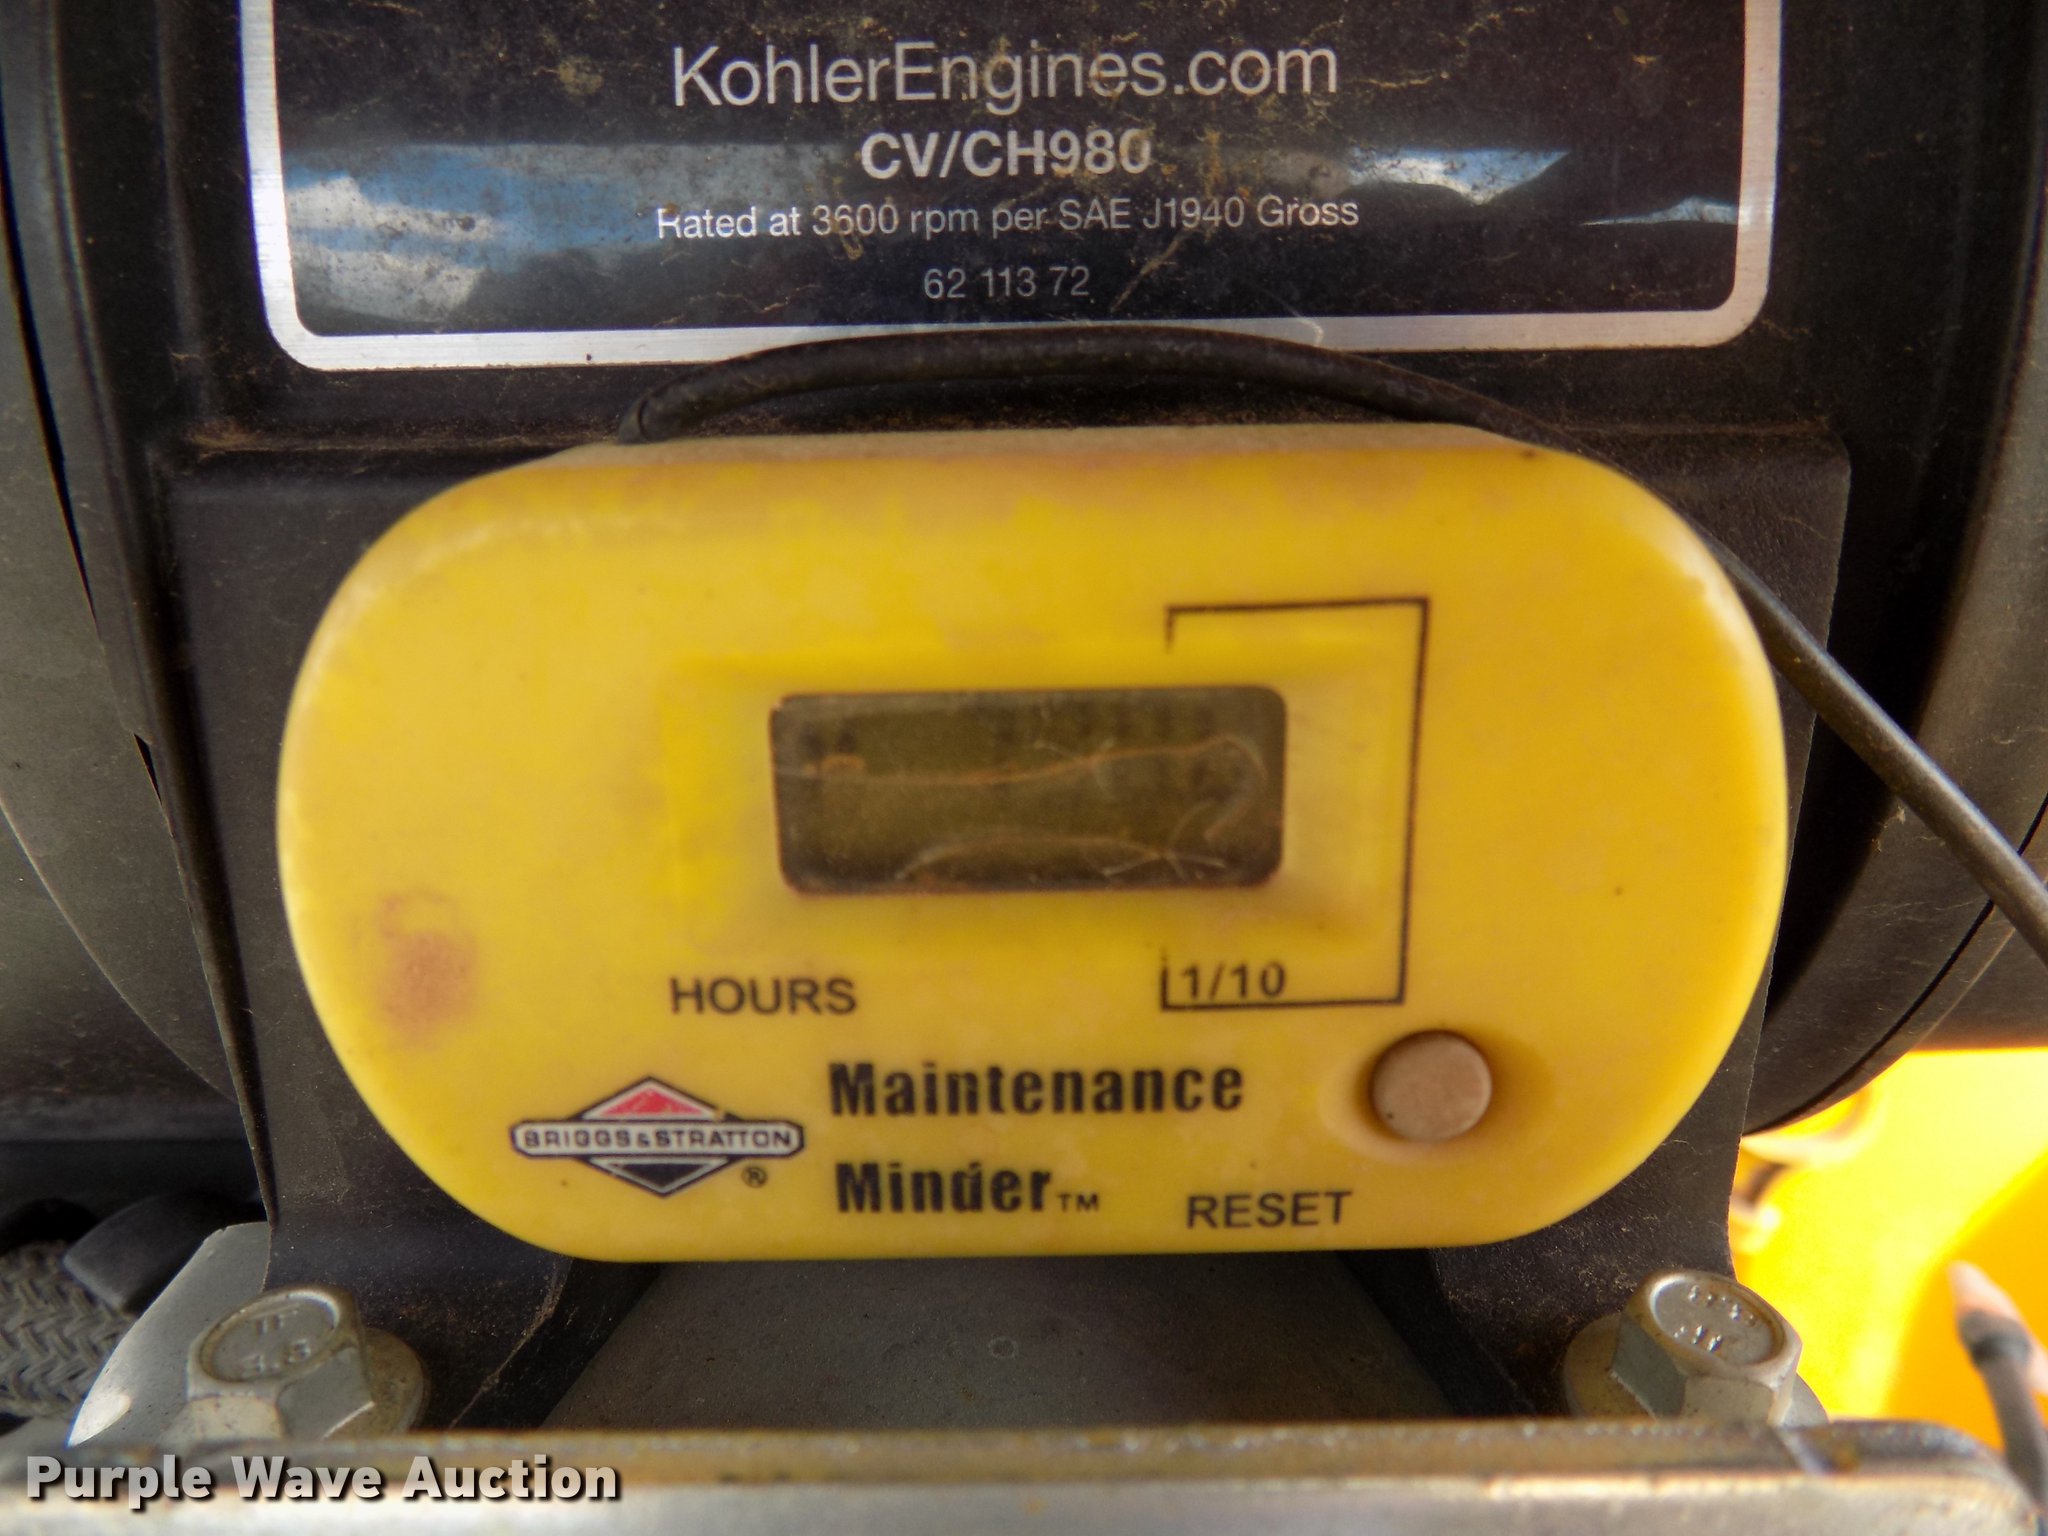 KohlerEngines.com
CV/CH980
Rated at 3600 rpm per SAE J1940 Gross
62 113 72
HOURS
1/10
BRIGGS&STRATTON
®
Maintenance
Minder™
RESET
Purple Wave Auction